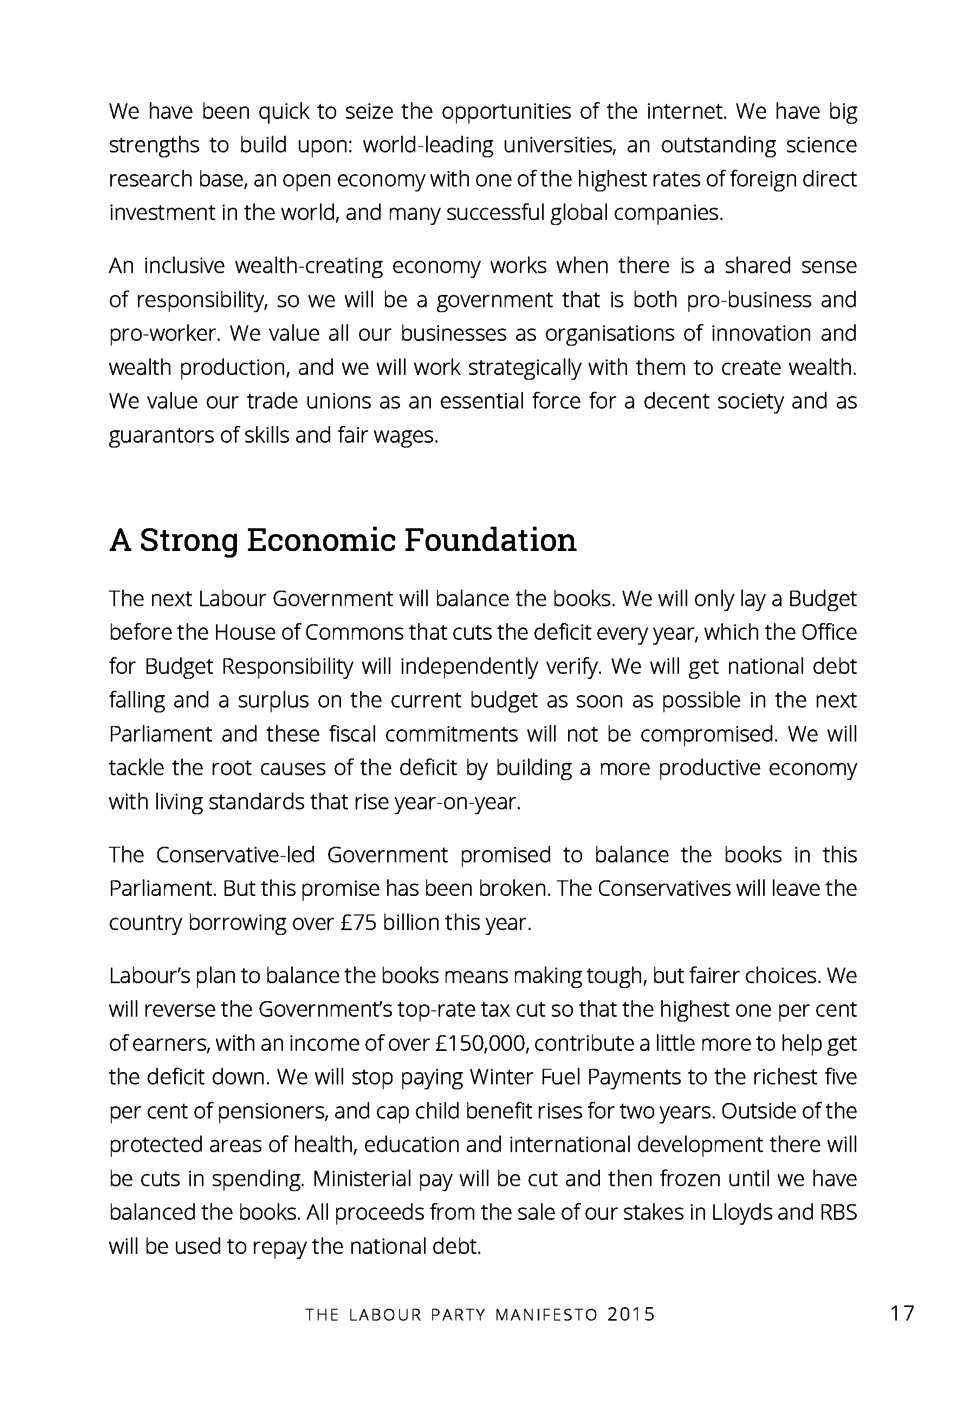 We have been quick to seize the opportunities of the internet. We have big
strengths to build upon: world-leading universities, an outstanding science
research base, an open economy with one of the highest rates of foreign direct
investment in the world, and many successful global companies.
An inclusive wealth-creating economy works when there is a shared sense
of responsibility, so we will be a government that is both pro-business and
pro-worker. We value all our businesses as organisations of innovation and
wealth production, and we will work strategically with them to create wealth.
We value our trade unions as an essential force for a decent society and as
guarantors of skills and fair wages.
A Strong Economic Foundation
The next Labour Government will balance the books. We will only lay a Budget
before the House of Commons that cuts the deficit every year, which the Office
for Budget Responsibility will independently verify. We will get national debt
falling and a surplus on the current budget as soon as possible in the next
Parliament and these fiscal commitments will not be compromised. We will
tackle the root causes of the deficit by building a more productive economy
with living standards that rise year-on-year.
The Conservative-led Government promised to balance the books in this
Parliament. But this promise has been broken. The Conservatives will leave the
country borrowing over £75 billion this year.
Labour’s plan to balance the books means making tough, but fairer choices. We
will reverse the Government’s top-rate tax cut so that the highest one per cent
of earners, with an income of over £150,000, contribute a little more to help get
the deficit down. We will stop paying Winter Fuel Payments to the richest five
per cent of pensioners, and cap child benefit rises for two years. Outside of the
protected areas of health, education and international development there will
be cuts in spending. Ministerial pay will be cut and then frozen until we have
balanced the books. All proceeds from the sale of our stakes in Lloyds and RBS
will be used to repay the national debt.
THE LABOUR PARTY MANIFESTO 2015 17